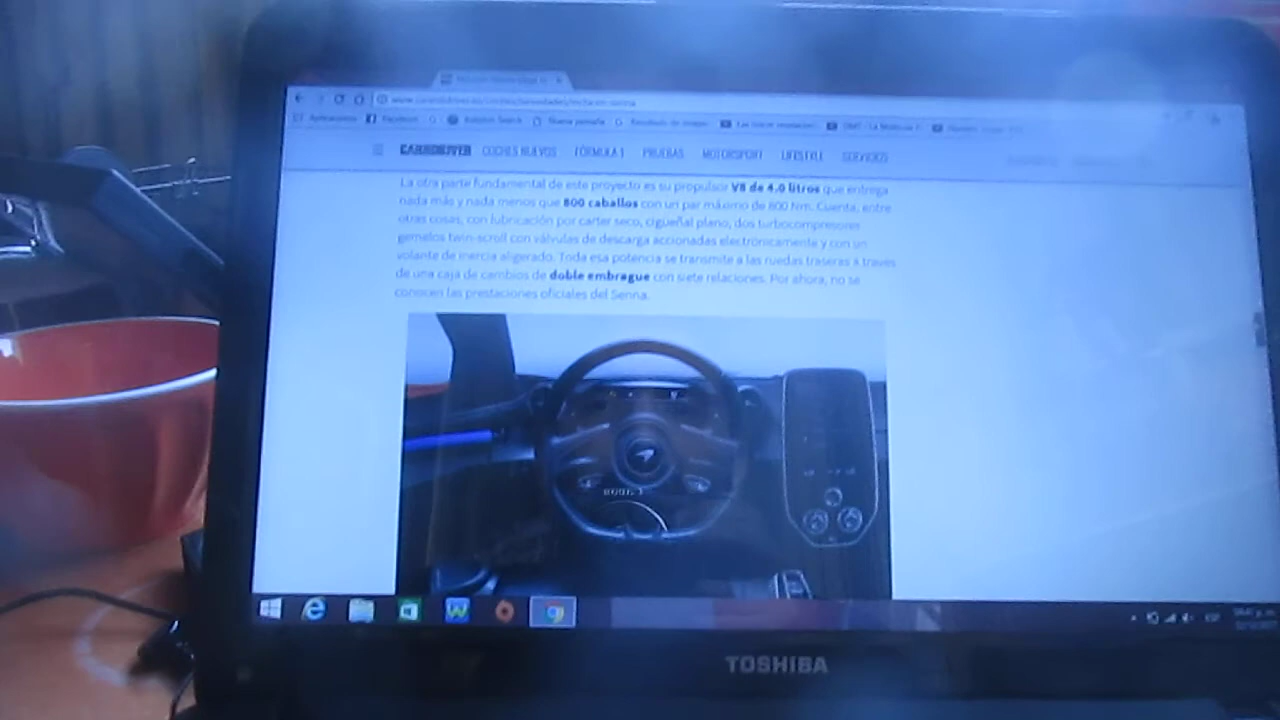 Facebook
CARANDDRIVER COCHES NUEVOS FÓRMULA 1 PRUEBAS MOTORSPORT LIFESTYLE SERVICIOS
La otra parte fundamental de este proyecto es su propulsor V8 de 4.0 litros que entrega
nada más y nada menos que 800 caballos con un par máximo de 800 Nm. Cuenta, entre
otras cosas, con lubricación por carter seco, cigüeñal plano, dos turbocompresores
gemelos twin-scroll con válvulas de descarga accionadas electrónicamente y con un
volante de inercia aligerado. Toda esa potencia se transmite a las ruedas traseras a través
de una caja de cambios de doble embrague con siete relaciones. Por ahora, no se
conocen las prestaciones oficiales del Senna.
TOSHIBA